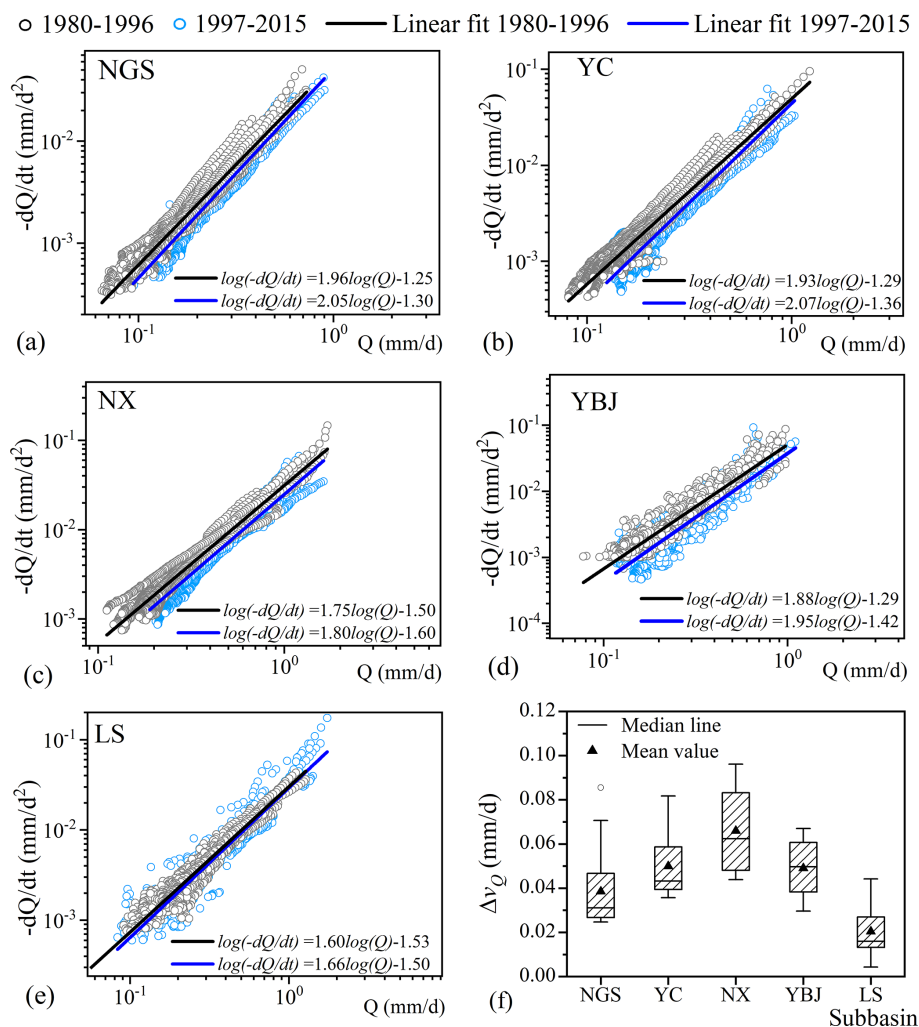 1980-1996 1997-2015 Linear fit 1980-1996 Linear fit 1997-2015
NGS
-dQ/dt (mm/d²)
10⁻²
10⁻³
log(-dQ/dt) =1.96log(Q)-1.25
log(-dQ/dt) =2.05log(Q)-1.30
10⁻¹ 10⁰
(a) Q (mm/d)
YC
-dQ/dt (mm/d²)
10⁻¹
10⁻²
10⁻³
log(-dQ/dt) =1.93log(Q)-1.29
log(-dQ/dt) =2.07log(Q)-1.36
10⁻¹ 10⁰
(b) Q (mm/d)
NX
-dQ/dt (mm/d²)
10⁻¹
10⁻²
10⁻³
log(-dQ/dt) =1.75log(Q)-1.50
log(-dQ/dt) =1.80log(Q)-1.60
10⁻¹ 10⁰
(c) Q (mm/d)
YBJ
-dQ/dt (mm/d²)
10⁻¹
10⁻²
10⁻³
10⁻⁴
log(-dQ/dt) =1.88log(Q)-1.29
log(-dQ/dt) =1.95log(Q)-1.42
10⁻¹ 10⁰
(d) Q (mm/d)
LS
-dQ/dt (mm/d²)
10⁻¹
10⁻²
10⁻³
log(-dQ/dt) =1.60log(Q)-1.53
log(-dQ/dt) =1.66log(Q)-1.50
10⁻¹ 10⁰
(e) Q (mm/d)
Δv_Q (mm/d)
0.12
0.10
0.08
0.06
0.04
0.02
0.00
Median line
Mean value
NGS YC NX YBJ LS
(f) Subbasin